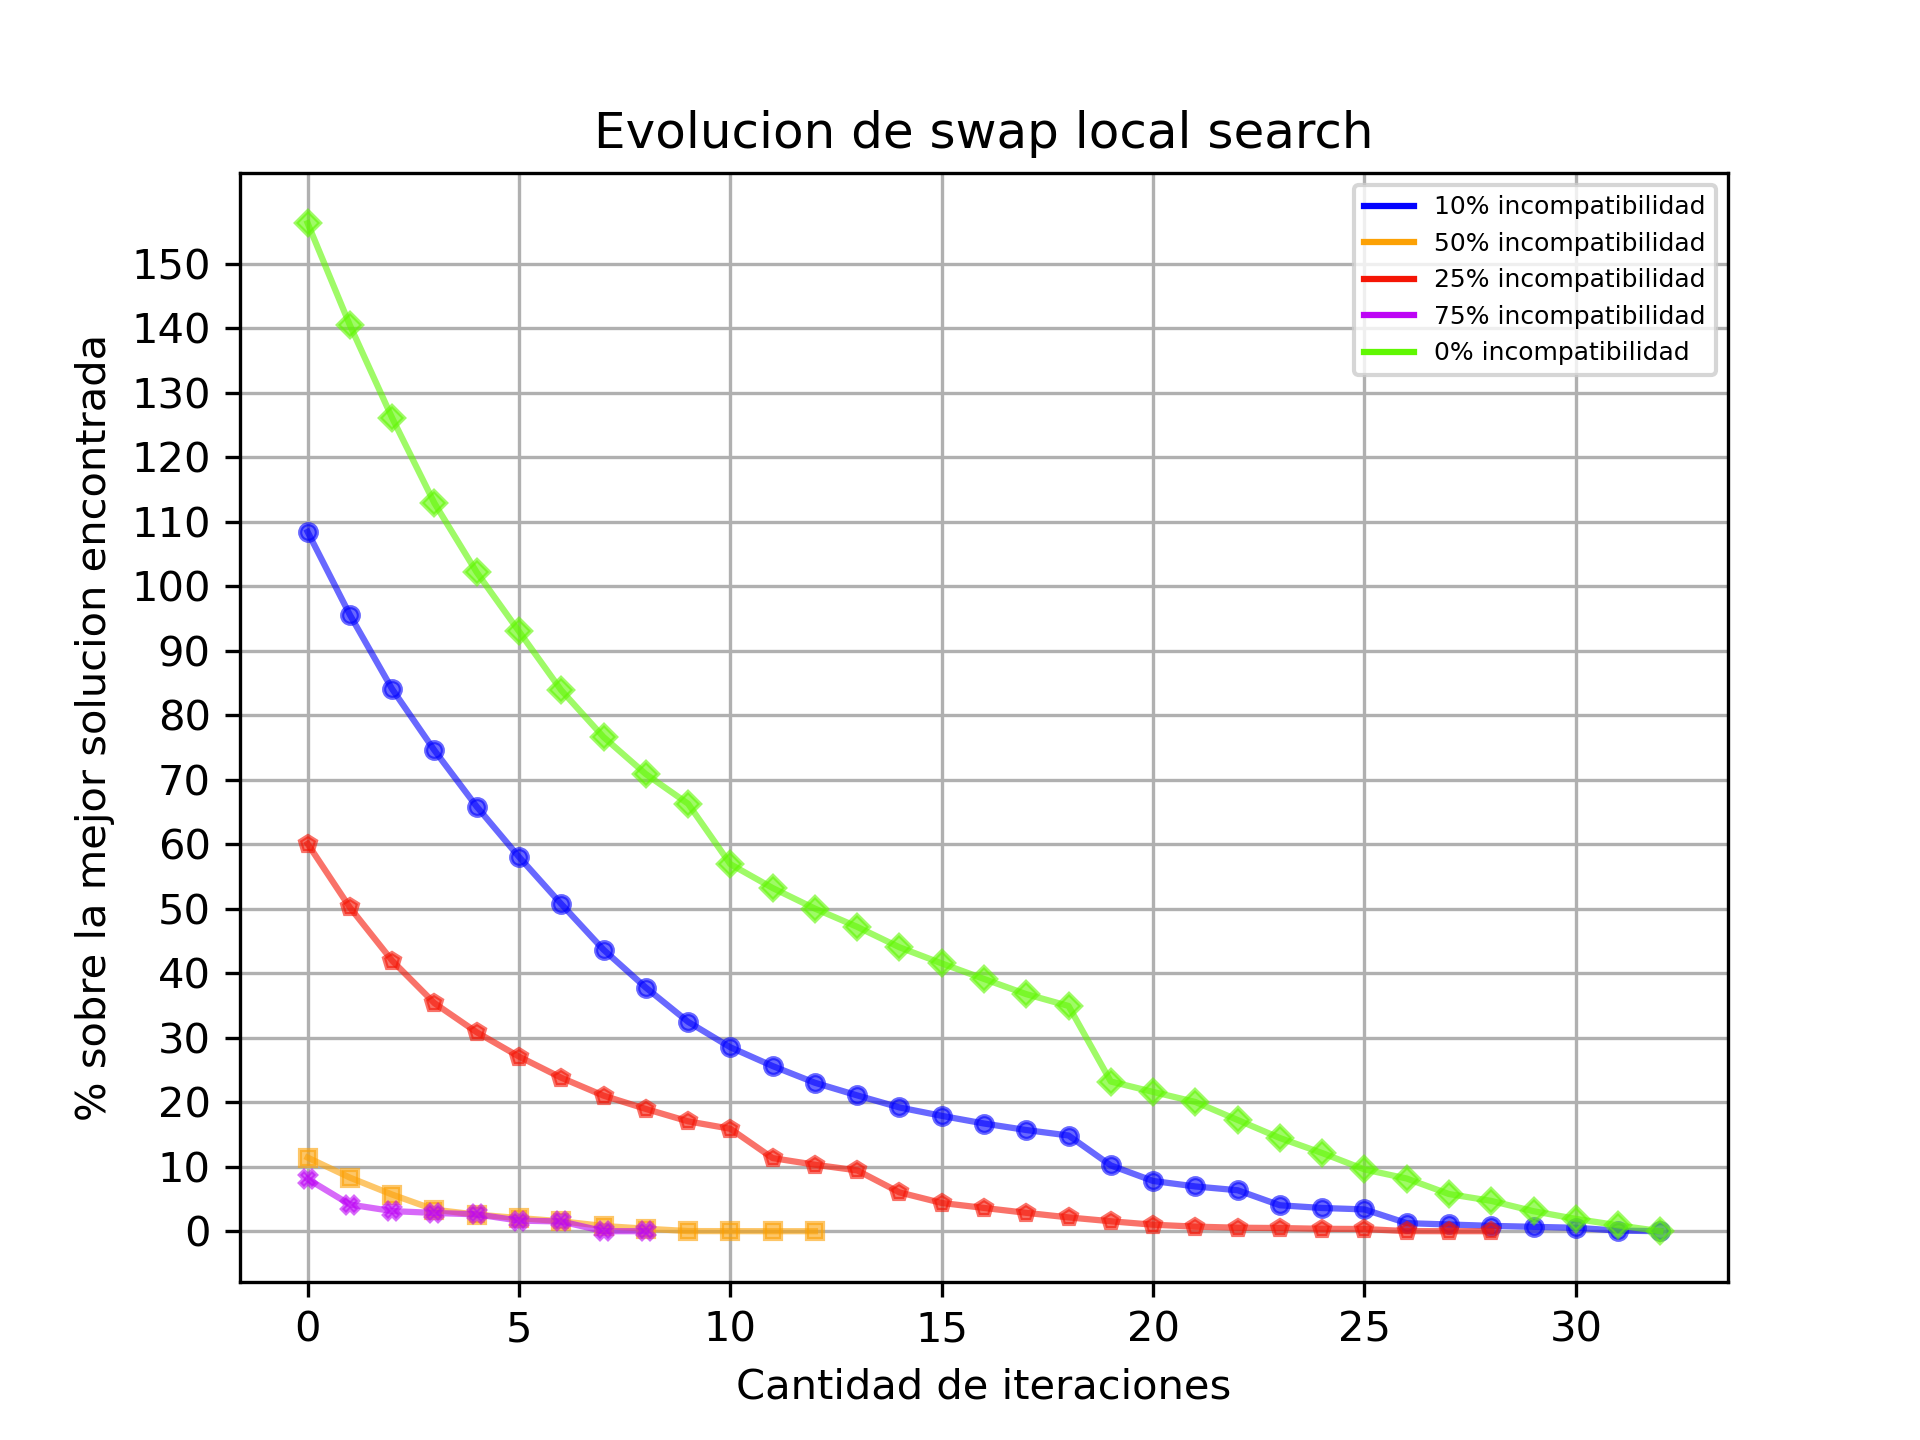 Evolucion de swap local search
10% incompatibilidad
50% incompatibilidad
25% incompatibilidad
75% incompatibilidad
0% incompatibilidad
% sobre la mejor solucion encontrada
150
140
130
120
110
100
90
80
70
60
50
40
30
20
10
0
0 5 10 15 20 25 30
Cantidad de iteraciones